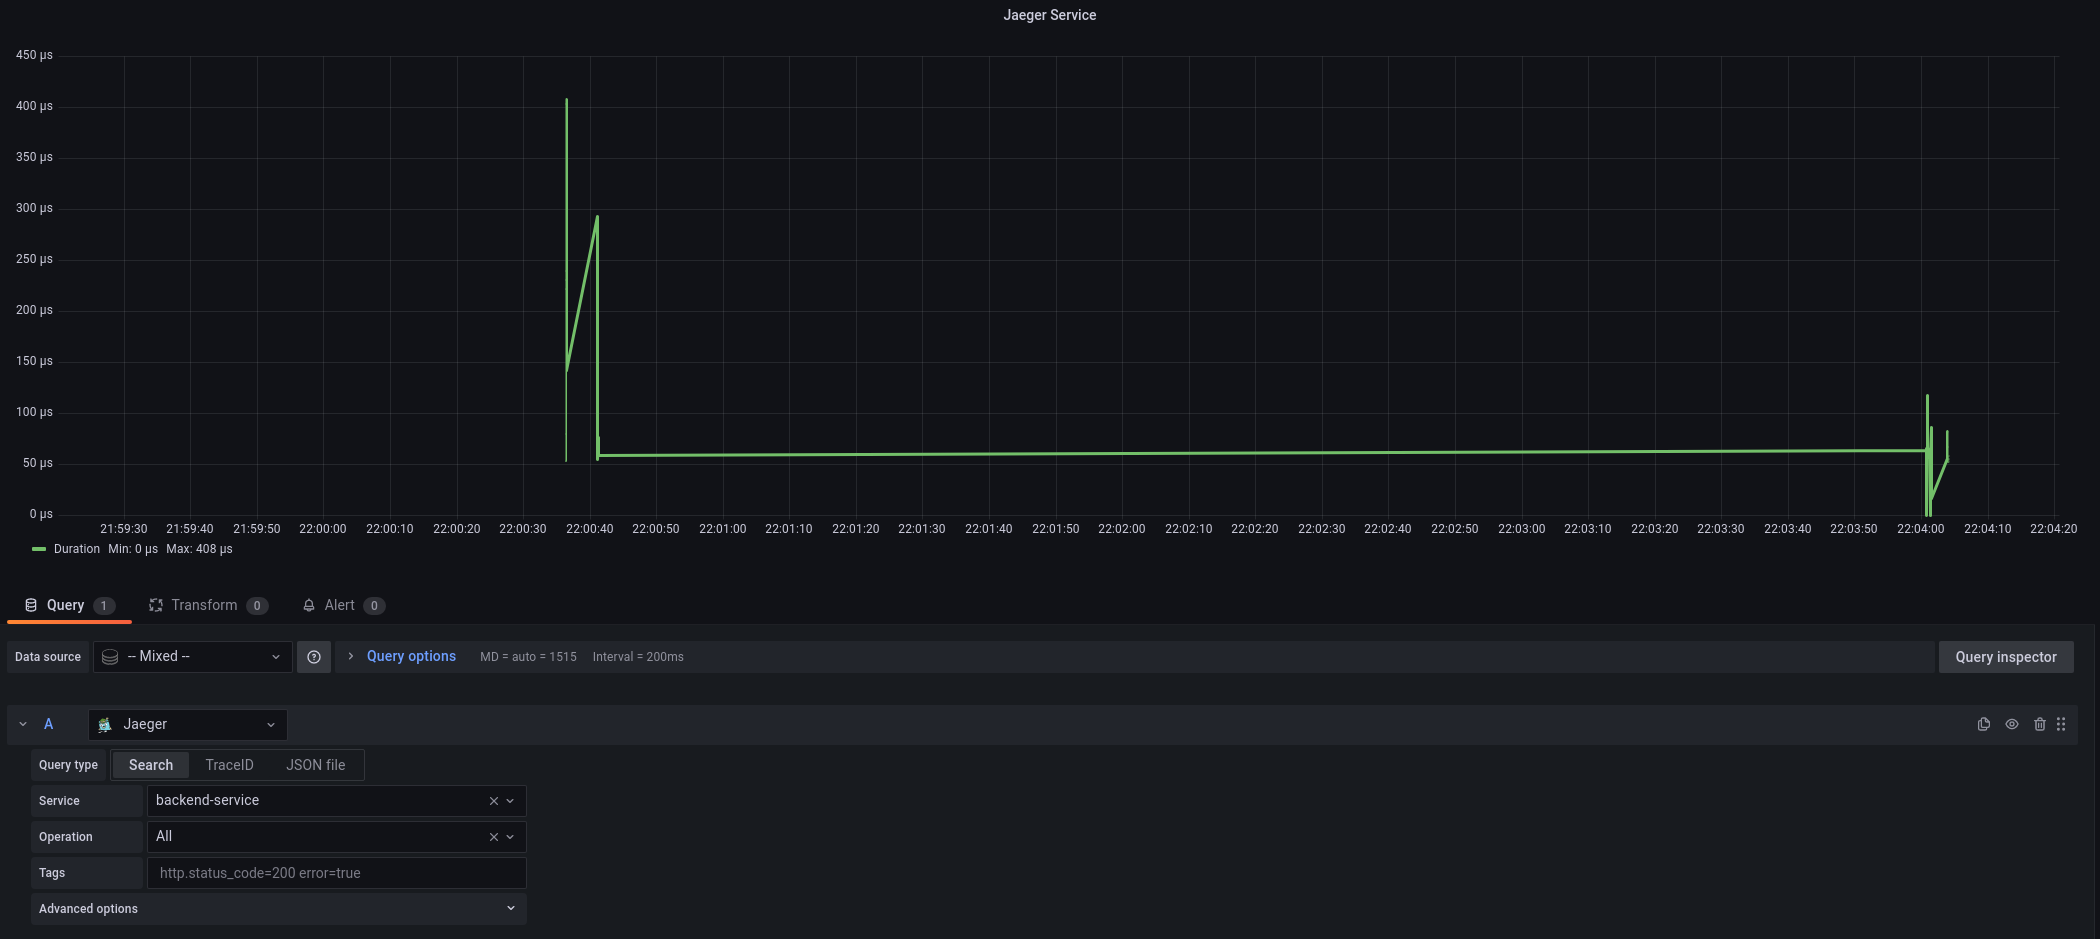 Jaeger Service
450 μs
400 μs
350 μs
300 μs
250 μs
200 μs
150 μs
100 μs
50 μs
0 μs
21:59:30 21:59:40 21:59:50 22:00:00 22:00:10 22:00:20 22:00:30 22:00:40 22:00:50 22:01:00 22:01:10 22:01:20 22:01:30 22:01:40 22:01:50 22:02:00 22:02:10 22:02:20 22:02:30 22:02:40 22:02:50 22:03:00 22:03:10 22:03:20 22:03:30 22:03:40 22:03:50 22:04:00 22:04:10 22:04:20
Duration Min: 0 μs Max: 408 μs
Query 1 Transform 0 Alert 0
Data source -- Mixed -- Query options MD = auto = 1515 Interval = 200ms Query inspector
A Jaeger
Query type Search TraceID JSON file
Service backend-service
Operation All
Tags http.status_code=200 error=true
Advanced options